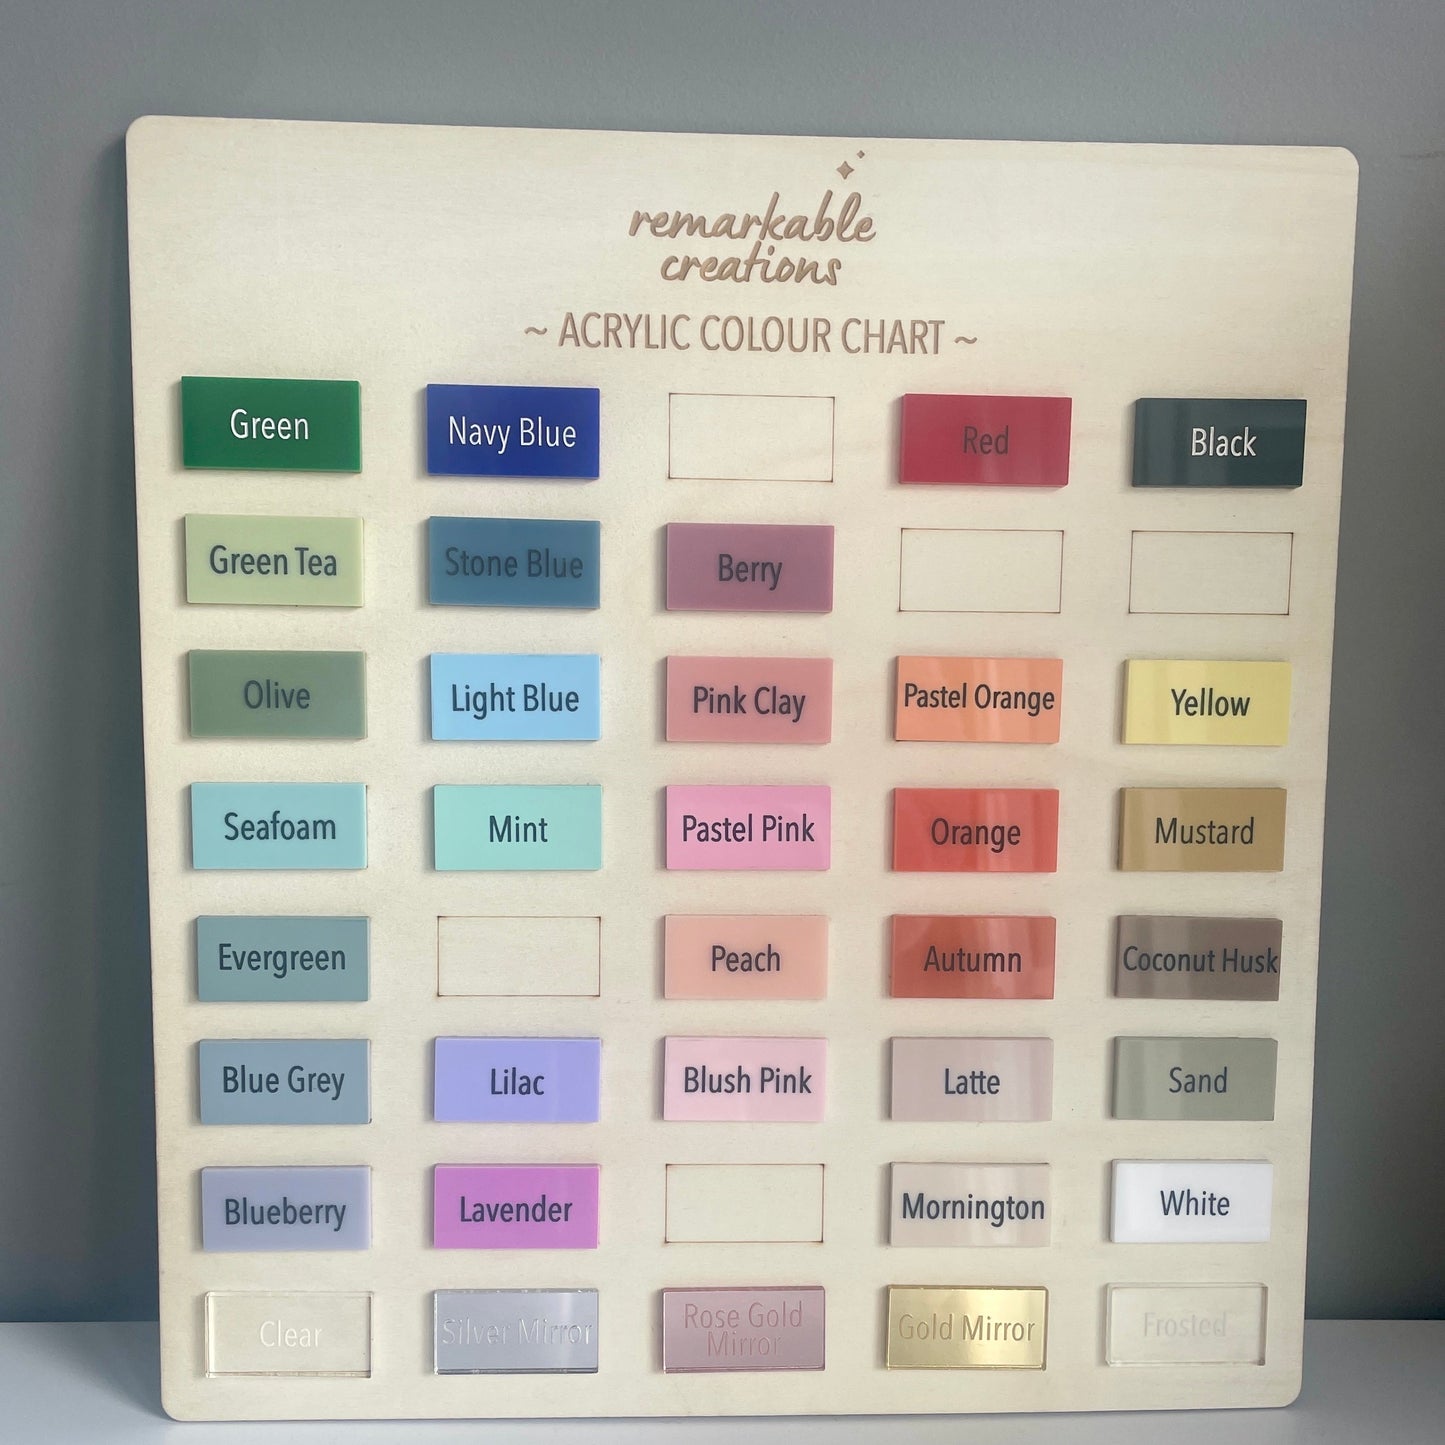 remarkable
creations
~ ACRYLIC COLOUR CHART ~
Green
Navy Blue
Red
Black
Green Tea
Stone Blue
Berry
Olive
Light Blue
Pink Clay
Pastel Orange
Yellow
Seafoam
Mint
Pastel Pink
Orange
Mustard
Evergreen
Peach
Autumn
Coconut Husk
Blue Grey
Lilac
Blush Pink
Latte
Sand
Blueberry
Lavender
Mornington
White
Clear
Silver Mirror
Rose Gold
Mirror
Gold Mirror
Frosted